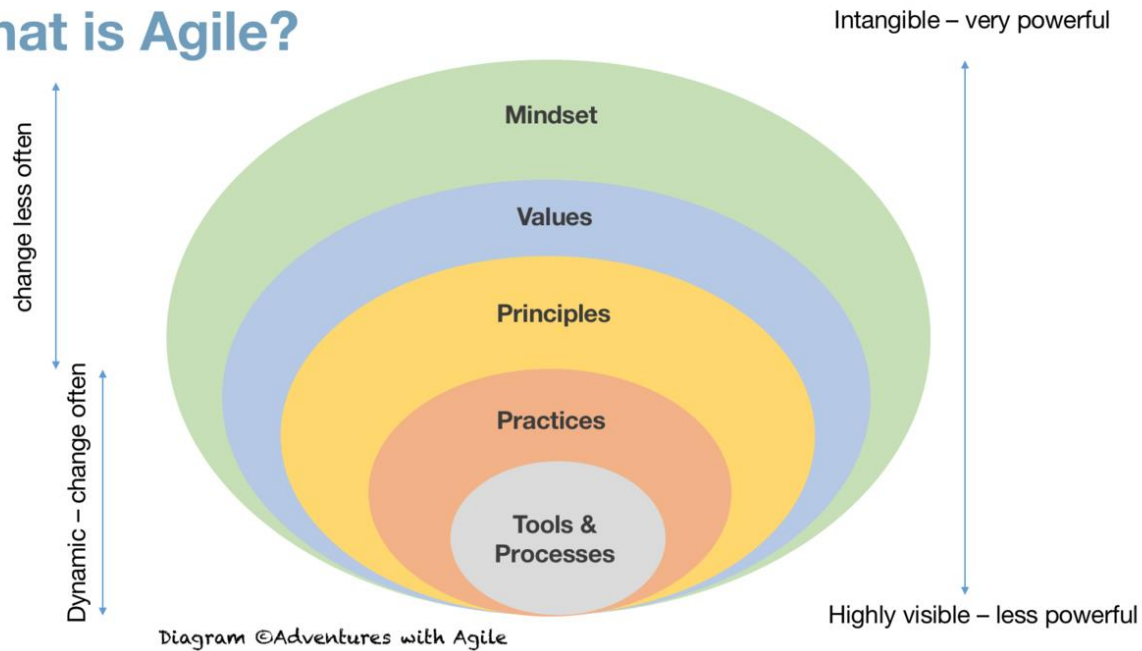 hat is Agile?
Intangible – very powerful
change less often
Mindset
Values
Principles
Dynamic – change often
Practices
Tools &
Processes
Highly visible – less powerful
Diagram ©Adventures with Agile